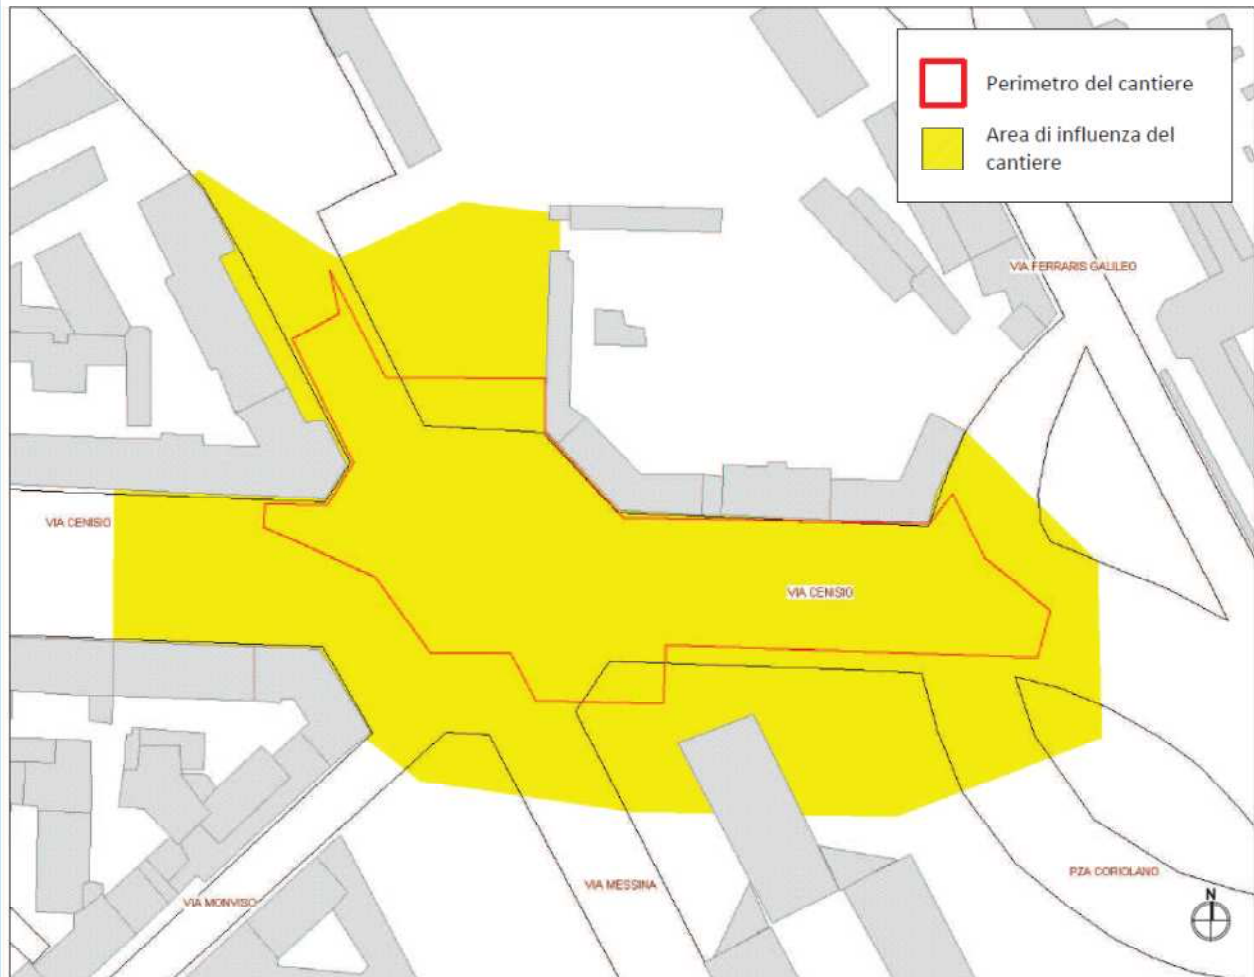 Perimetro del cantiere
Area di influenza del
cantiere
VIA FERRARIS GALILEO
VIA CENISIO
VIA CENISIO
VIA MESSINA
PZA CORIOLANO
VIA MONVISO
N